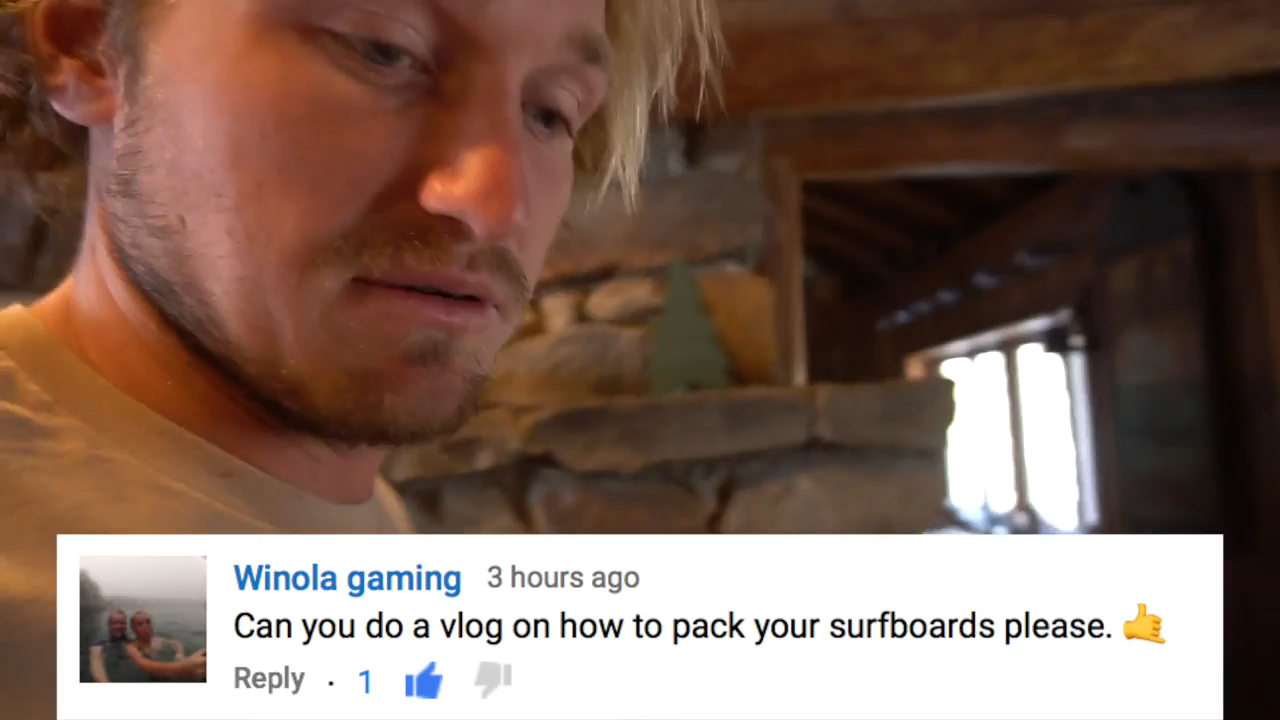 Winola gaming 3 hours ago
Can you do a vlog on how to pack your surfboards please. 🤙
Reply · 1